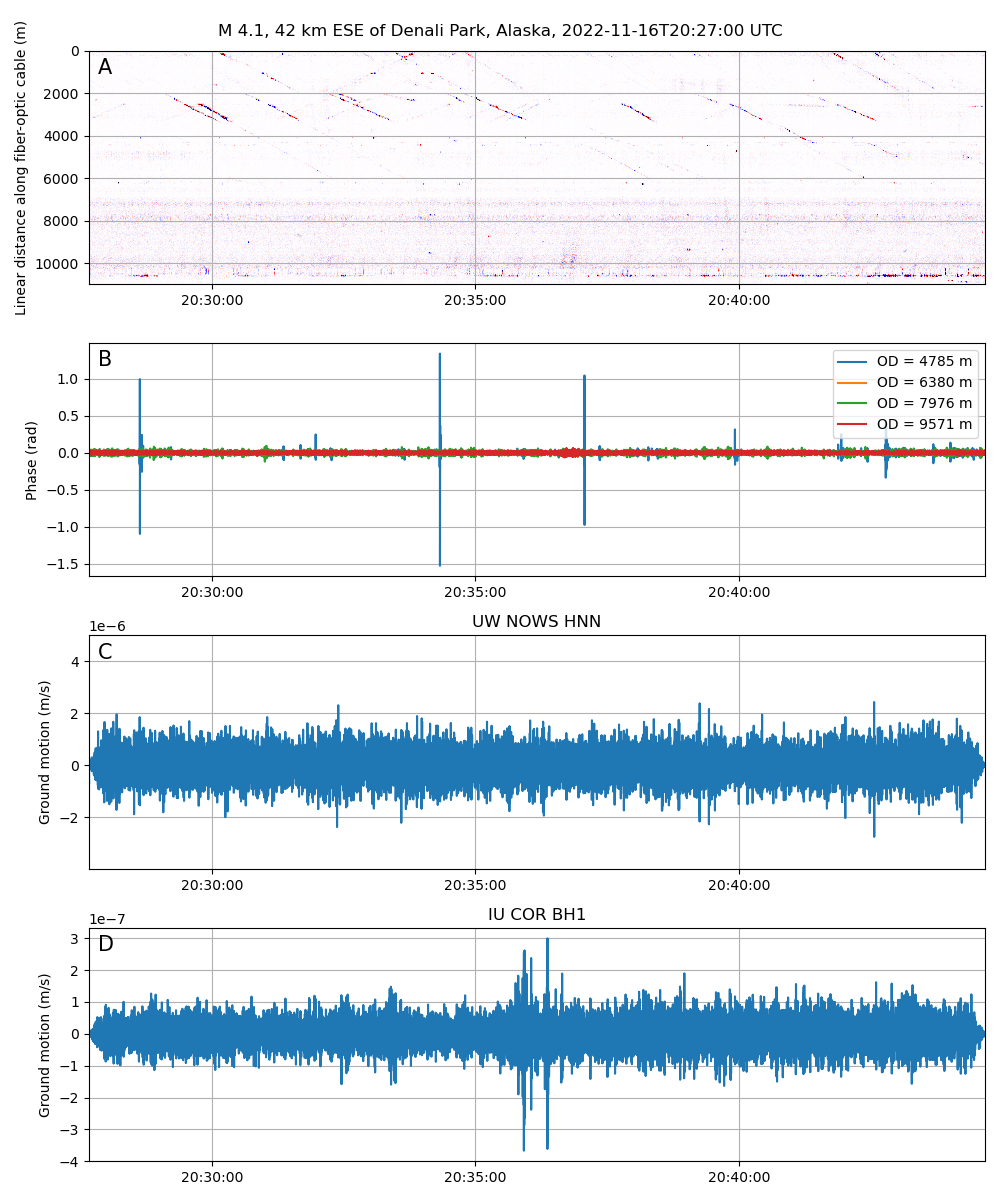 M 4.1, 42 km ESE of Denali Park, Alaska, 2022-11-16T20:27:00 UTC
A
Linear distance along fiber-optic cable (m)
0
2000
4000
6000
8000
10000
20:30:00 20:35:00 20:40:00
B
OD = 4785 m
OD = 6380 m
OD = 7976 m
OD = 9571 m
Phase (rad)
1.0
0.5
0.0
−0.5
−1.0
−1.5
20:30:00 20:35:00 20:40:00
UW NOWS HNN
1e−6
C
Ground motion (m/s)
4
2
0
−2
20:30:00 20:35:00 20:40:00
IU COR BH1
1e−7
D
Ground motion (m/s)
3
2
1
0
−1
−2
−3
−4
20:30:00 20:35:00 20:40:00